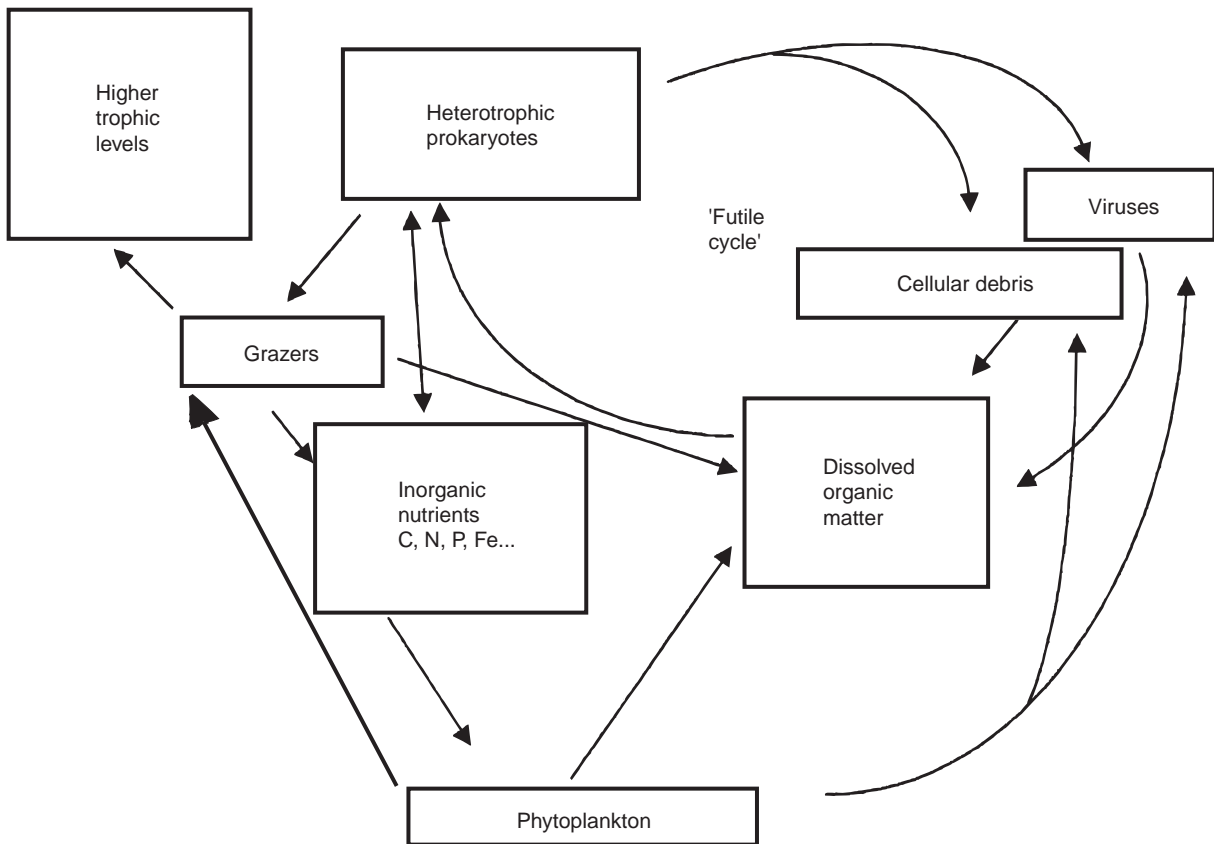 Higher
trophic
levels
Heterotrophic
prokaryotes
'Futile
cycle'
Viruses
Cellular debris
Grazers
Inorganic
nutrients
C, N, P, Fe...
Dissolved
organic
matter
Phytoplankton